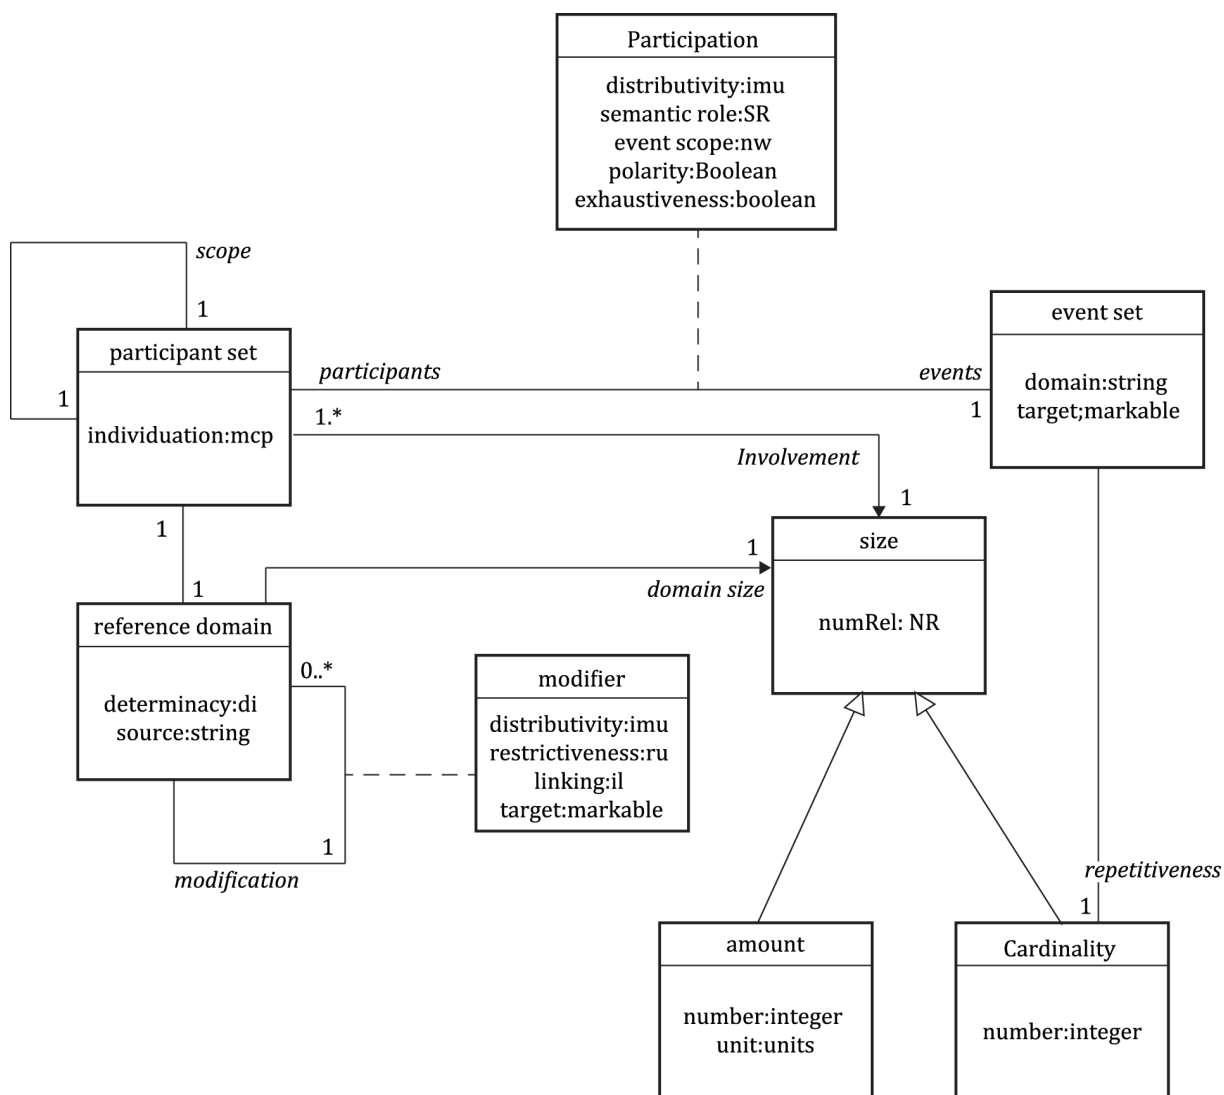 Participation
distributivity:imu
semantic role:SR
event scope:nw
polarity:Boolean
exhaustiveness:boolean
scope
1
1
participant set
individuation:mcp
participants
1.*
events
1
event set
domain:string
target;markable
Involvement
1
1
1
size
numRel: NR
1
domain size
reference domain
determinacy:di
source:string
0..*
1
modification
modifier
distributivity:imu
restrictiveness:ru
linking:il
target:markable
repetitiveness
1
amount
number:integer
unit:units
Cardinality
number:integer